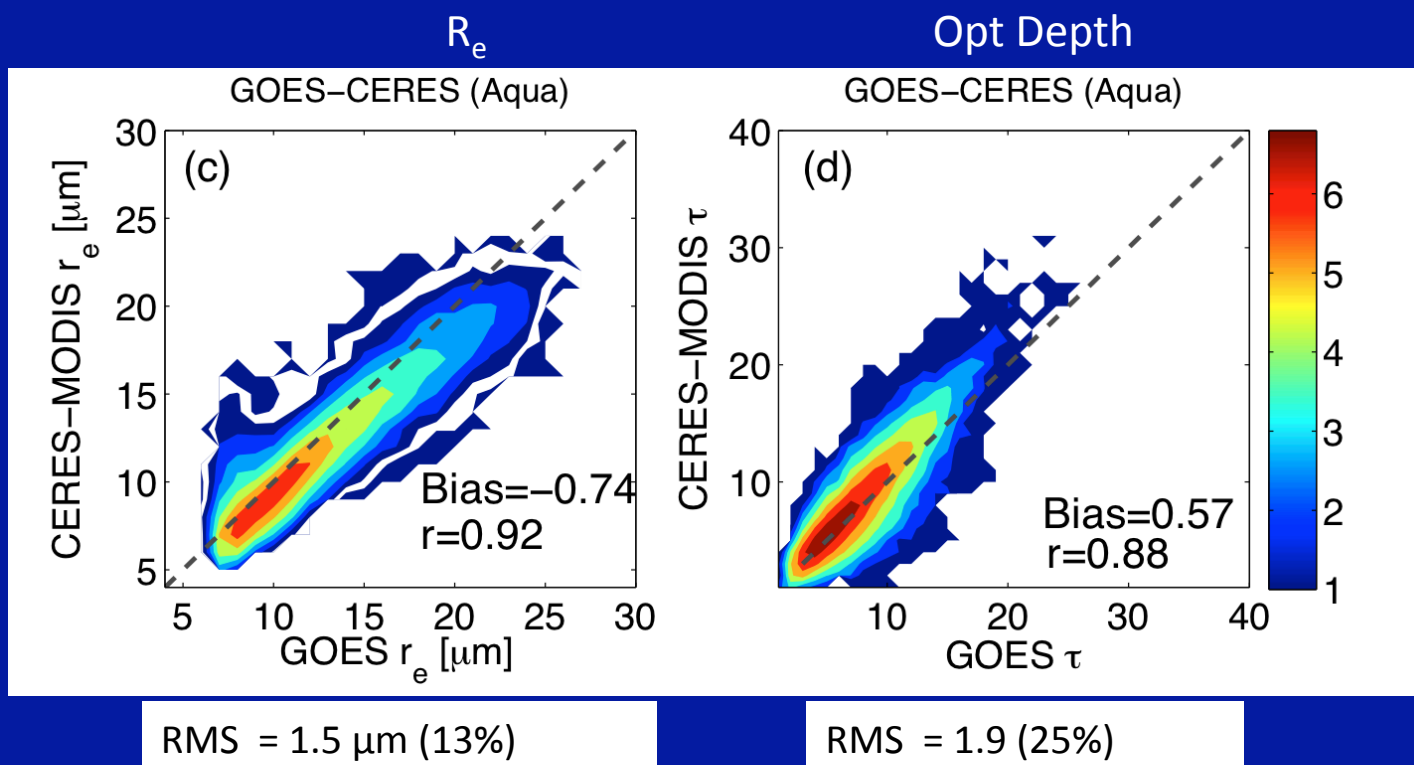 R_e
Opt Depth
GOES−CERES (Aqua)
(c)
CERES−MODIS r_e [μm]
30
25
20
15
10
5
Bias=−0.74
r=0.92
5 10 15 20 25 30
GOES r_e [μm]
GOES−CERES (Aqua)
(d)
CERES−MODIS τ
40
30
20
10
Bias=0.57
r=0.88
10 20 30 40
GOES τ
6
5
4
3
2
1
RMS = 1.5 μm (13%)
RMS = 1.9 (25%)